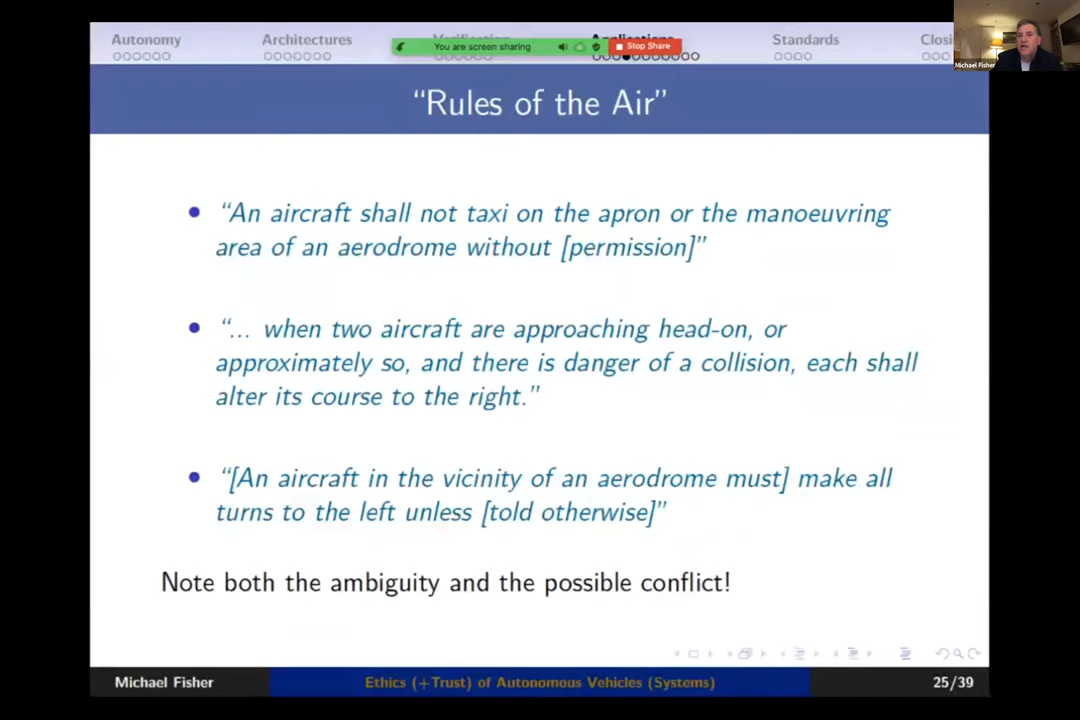 Autonomy
Architectures
Verification
Applications
Standards
Closi
You are screen sharing
Stop Share
Michael Fisher
“Rules of the Air”
“An aircraft shall not taxi on the apron or the manoeuvring
area of an aerodrome without [permission]”
“... when two aircraft are approaching head-on, or
approximately so, and there is danger of a collision, each shall
alter its course to the right.”
“[An aircraft in the vicinity of an aerodrome must] make all
turns to the left unless [told otherwise]”
Note both the ambiguity and the possible conflict!
Michael Fisher
Ethics (+Trust) of Autonomous Vehicles (Systems)
25/39